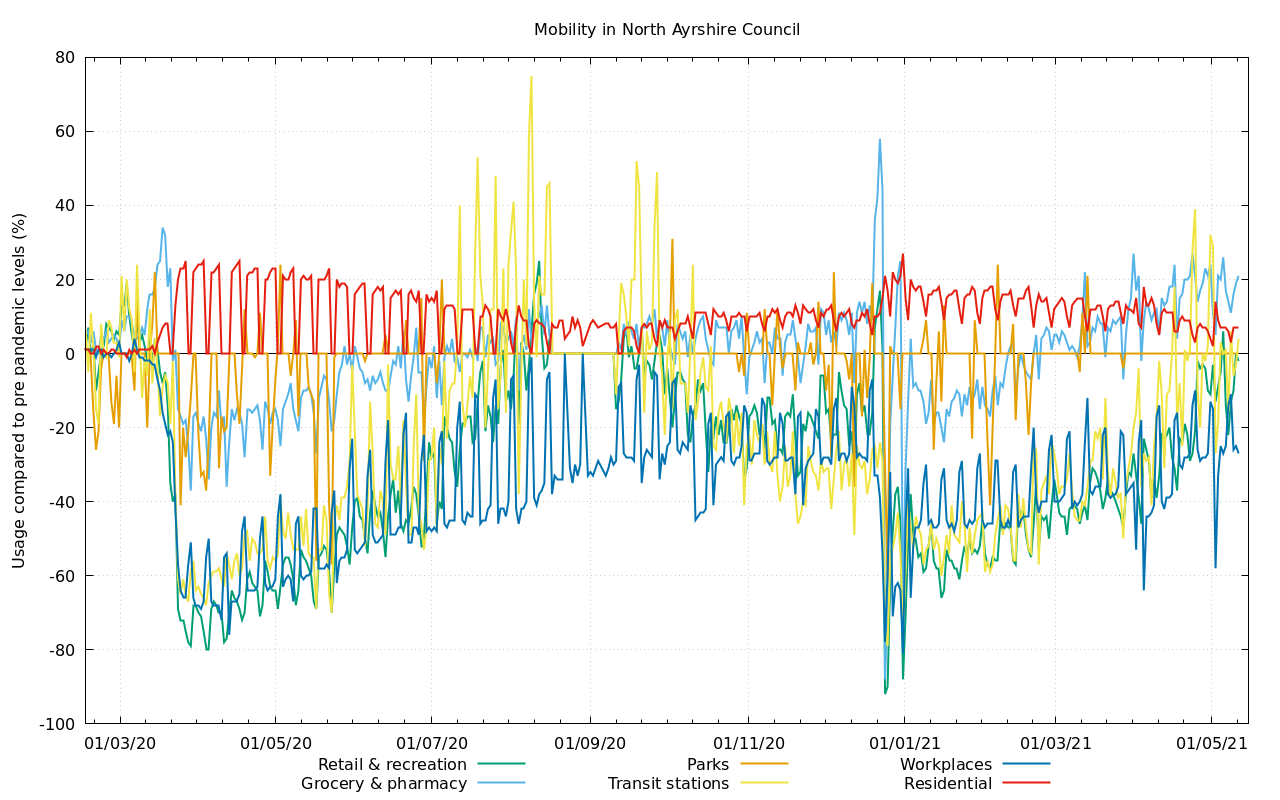 Mobility in North Ayrshire Council
Usage compared to pre pandemic levels (%)
80
60
40
20
0
-20
-40
-60
-80
-100
01/03/20 01/05/20 01/07/20 01/09/20 01/11/20 01/01/21 01/03/21 01/05/21
Retail & recreation Parks Workplaces
Grocery & pharmacy Transit stations Residential